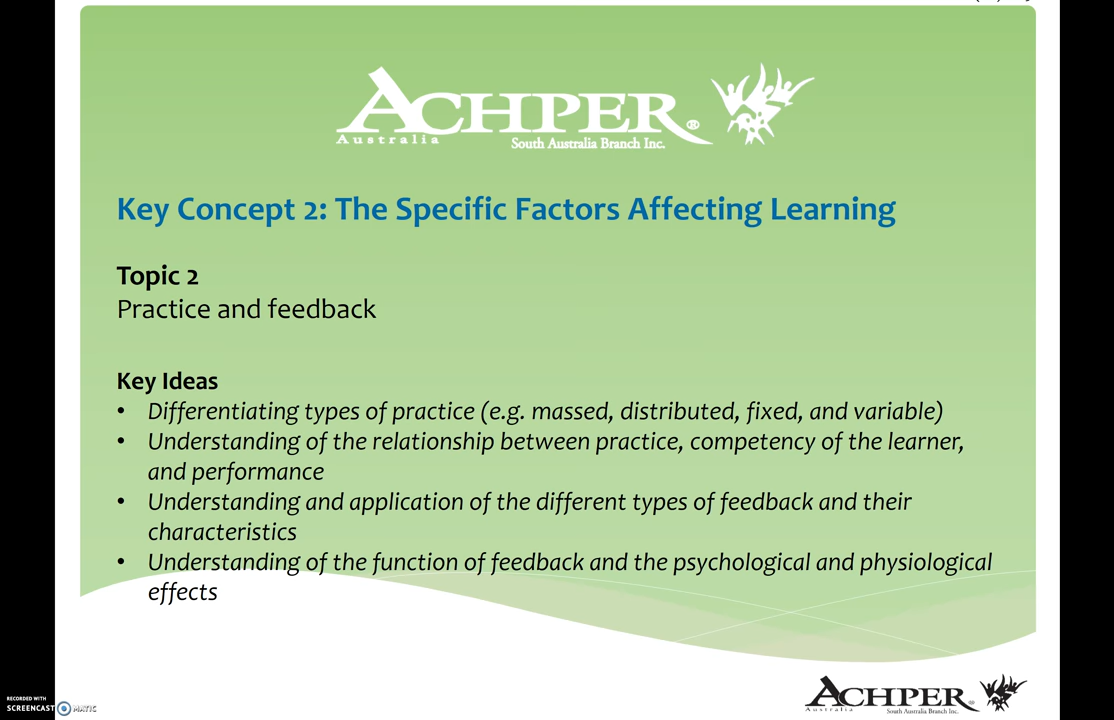 ACHPER
Australia
South Australia Branch Inc.
Key Concept 2: The Specific Factors Affecting Learning
Topic 2
Practice and feedback
Key Ideas
• Differentiating types of practice (e.g. massed, distributed, fixed, and variable)
• Understanding of the relationship between practice, competency of the learner,
and performance
• Understanding and application of the different types of feedback and their
characteristics
• Understanding of the function of feedback and the psychological and physiological
effects
RECORDED WITH
SCREENCAST MATIC
ACHPER
Australia
South Australia Branch Inc.